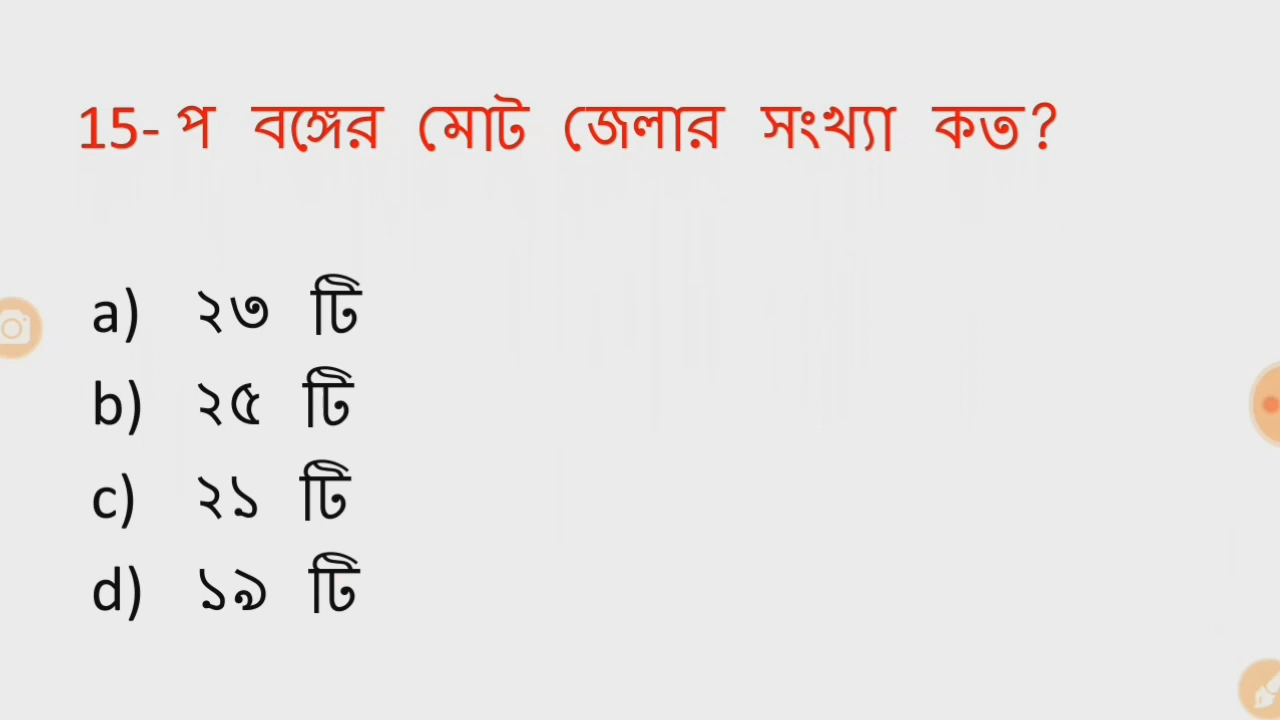 15- প বঙ্গের মোট জেলার সংখ্যা কত?
a) ২৩ টি
b) ২৫ টি
c) ২১ টি
d) ১৯ টি